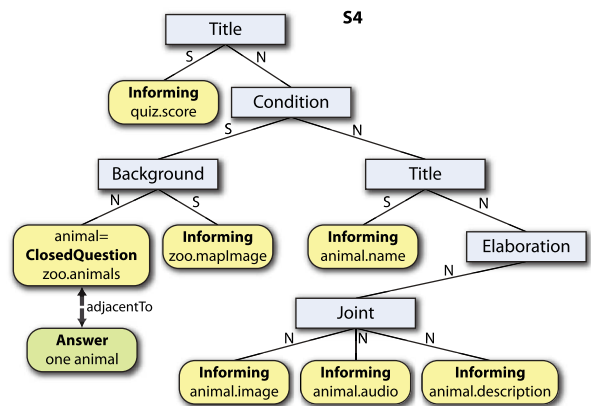 S4
Title
S
N
Informing
quiz.score
Condition
S
N
Background
Title
N
S
S
N
animal=
ClosedQuestion
zoo.animals
Informing
zoo.mapImage
Informing
animal.name
Elaboration
N
adjacentTo
Joint
Answer
one animal
N
N
N
Informing
animal.image
Informing
animal.audio
Informing
animal.description